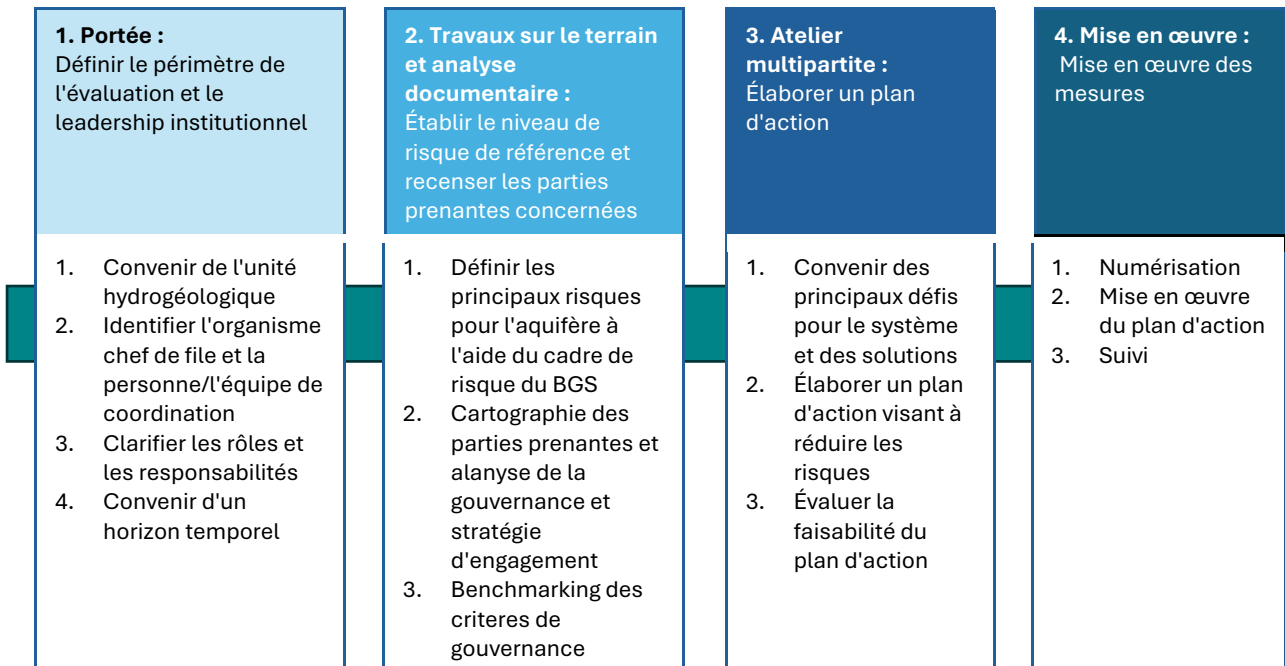 1. Portée :
Définir le périmètre de
l'évaluation et le
leadership institutionnel
1. Convenir de l'unité
hydrogéologique
2. Identifier l'organisme
chef de file et la
personne/l'équipe de
coordination
3. Clarifier les rôles et
les responsabilités
4. Convenir d'un
horizon temporel
2. Travaux sur le terrain
et analyse
documentaire :
Établir le niveau de
risque de référence et
recenser les parties
prenantes concernées
1. Définir les
principaux risques
pour l'aquifère à
l'aide du cadre de
risque du BGS
2. Cartographie des
parties prenantes et
alanyse de la
gouvernance et
stratégie
d'engagement
3. Benchmarking des
criteres de
gouvernance
3. Atelier
multipartite :
Élaborer un plan
d'action
1. Convenir des
principaux défis
pour le système
et des solutions
2. Élaborer un plan
d'action visant à
réduire les
risques
3. Évaluer la
faisabilité du
plan d'action
4. Mise en œuvre :
Mise en œuvre des
mesures
1. Numérisation
2. Mise en œuvre
du plan d'action
3. Suivi